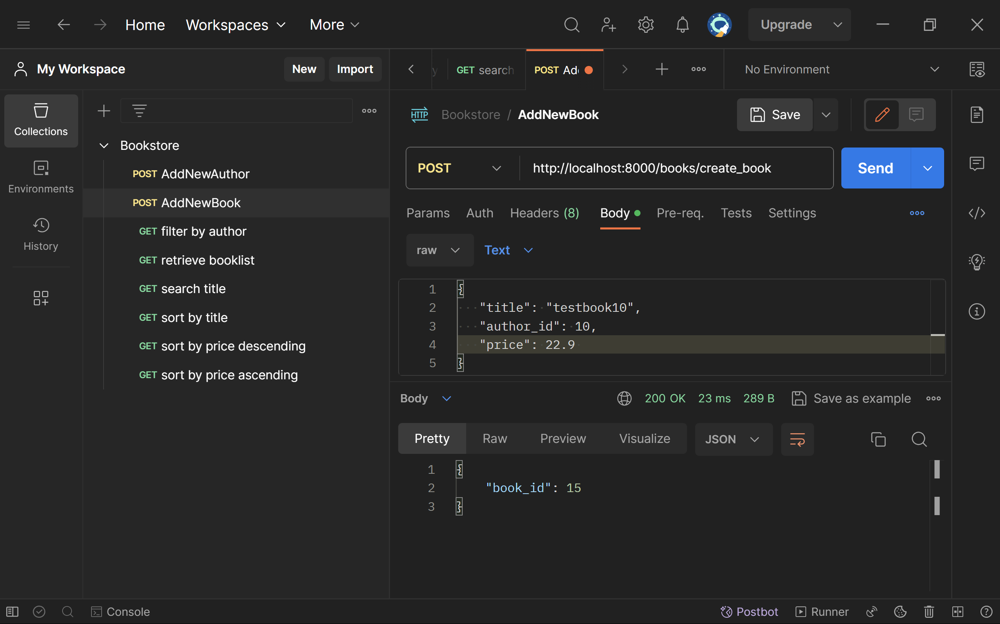 Home Workspaces More Upgrade
My Workspace New Import
GET search POST Ad No Environment
Collections
Environments
History
Bookstore
POST AddNewAuthor
POST AddNewBook
GET filter by author
GET retrieve booklist
GET search title
GET sort by title
GET sort by price descending
GET sort by price ascending
HTTP Bookstore / AddNewBook Save
POST http://localhost:8000/books/create_book Send
Params Auth Headers (8) Body Pre-req. Tests Settings
raw Text
1 {
2 "title": "testbook10",
3 "author_id": 10,
4 "price": 22.9
5 }
Body 200 OK 23 ms 289 B Save as example
Pretty Raw Preview Visualize JSON
1 {
2 "book_id": 15
3 }
Console Postbot Runner